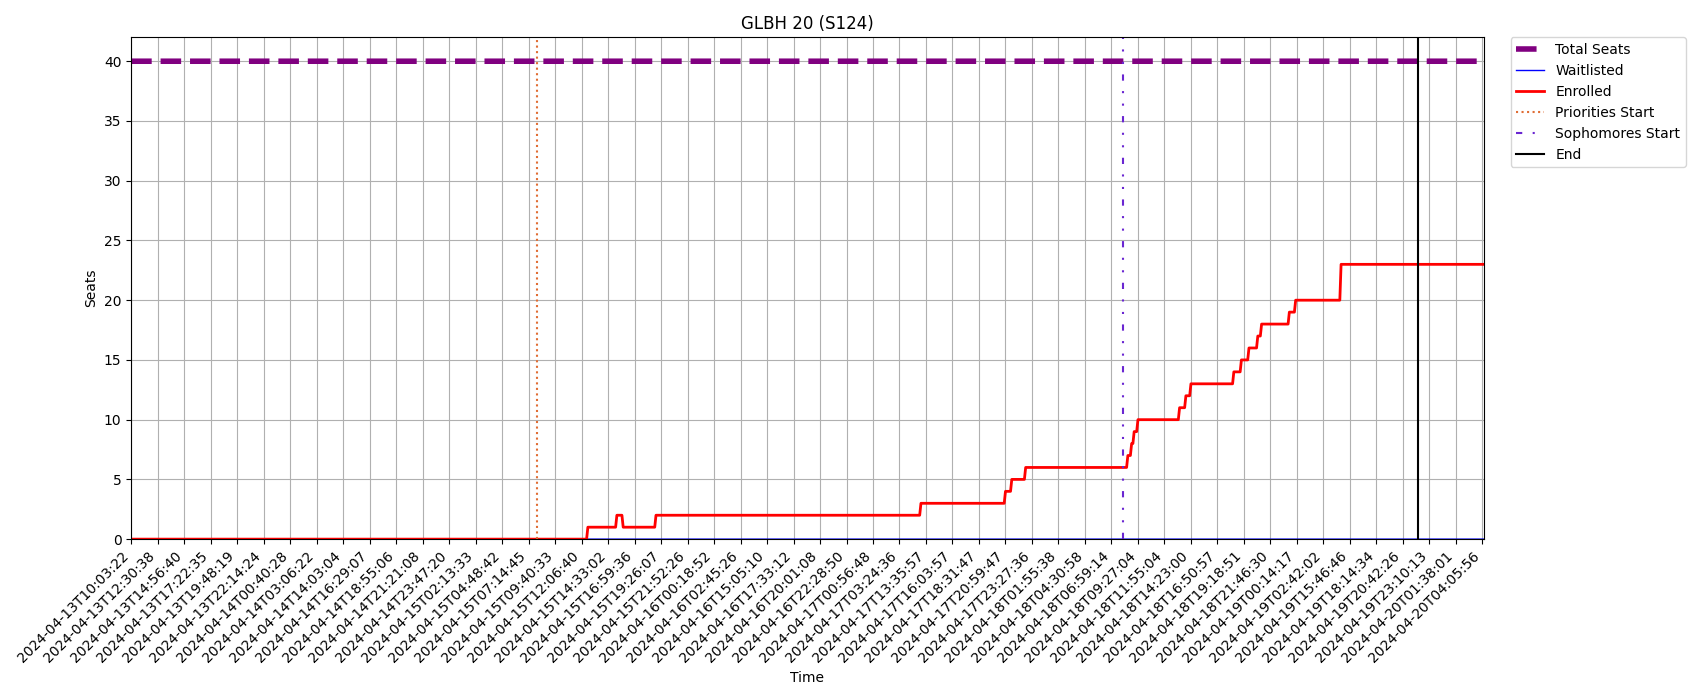 GLBH 20 (S124)
Total Seats
Waitlisted
Enrolled
Priorities Start
Sophomores Start
End
Seats
40
35
30
25
20
15
10
5
0
2024-04-13T10:03:22
2024-04-13T12:30:38
2024-04-13T14:56:40
2024-04-13T17:22:35
2024-04-13T19:48:19
2024-04-13T22:14:24
2024-04-14T00:40:28
2024-04-14T03:06:22
2024-04-14T14:03:04
2024-04-14T16:29:07
2024-04-14T18:55:06
2024-04-14T21:21:08
2024-04-14T23:47:20
2024-04-15T02:13:33
2024-04-15T04:48:42
2024-04-15T07:14:45
2024-04-15T09:40:33
2024-04-15T12:06:40
2024-04-15T14:33:02
2024-04-15T16:59:36
2024-04-15T19:26:07
2024-04-15T21:52:26
2024-04-16T00:18:52
2024-04-16T02:45:26
2024-04-16T15:05:10
2024-04-16T17:33:12
2024-04-16T20:01:08
2024-04-16T22:28:50
2024-04-17T00:56:48
2024-04-17T03:24:36
2024-04-17T13:35:57
2024-04-17T16:03:57
2024-04-17T18:31:47
2024-04-17T20:59:47
2024-04-17T23:27:36
2024-04-18T01:55:38
2024-04-18T04:30:58
2024-04-18T06:59:14
2024-04-18T09:27:04
2024-04-18T11:55:04
2024-04-18T14:23:00
2024-04-18T16:50:57
2024-04-18T19:18:51
2024-04-18T21:46:30
2024-04-19T00:14:17
2024-04-19T02:42:02
2024-04-19T15:46:46
2024-04-19T18:14:34
2024-04-19T20:42:26
2024-04-19T23:10:13
2024-04-20T01:38:01
2024-04-20T04:05:56
Time